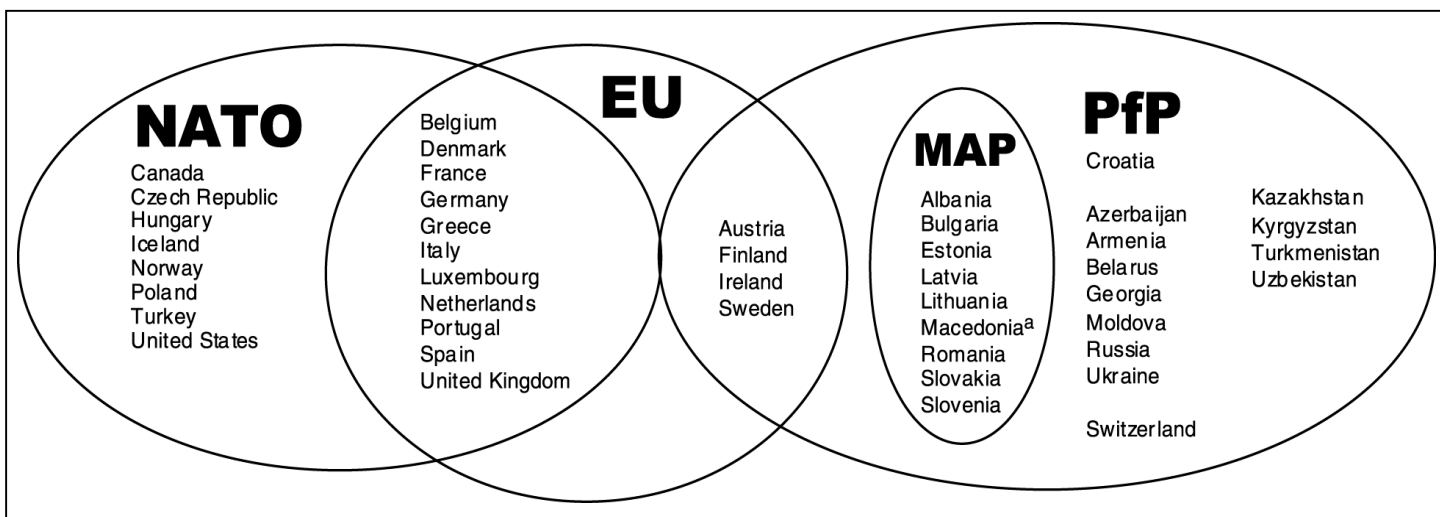 NATO
Canada
Czech Republic
Hungary
Iceland
Norway
Poland
Turkey
United States
EU
Belgium
Denmark
France
Germany
Greece
Italy
Luxembourg
Netherlands
Portugal
Spain
United Kingdom
Austria
Finland
Ireland
Sweden
MAP
Albania
Bulgaria
Estonia
Latvia
Lithuania
Macedoniaᵃ
Romania
Slovakia
Slovenia
PfP
Croatia
Azerbaijan
Armenia
Belarus
Georgia
Moldova
Russia
Ukraine
Switzerland
Kazakhstan
Kyrgyzstan
Turkmenistan
Uzbekistan